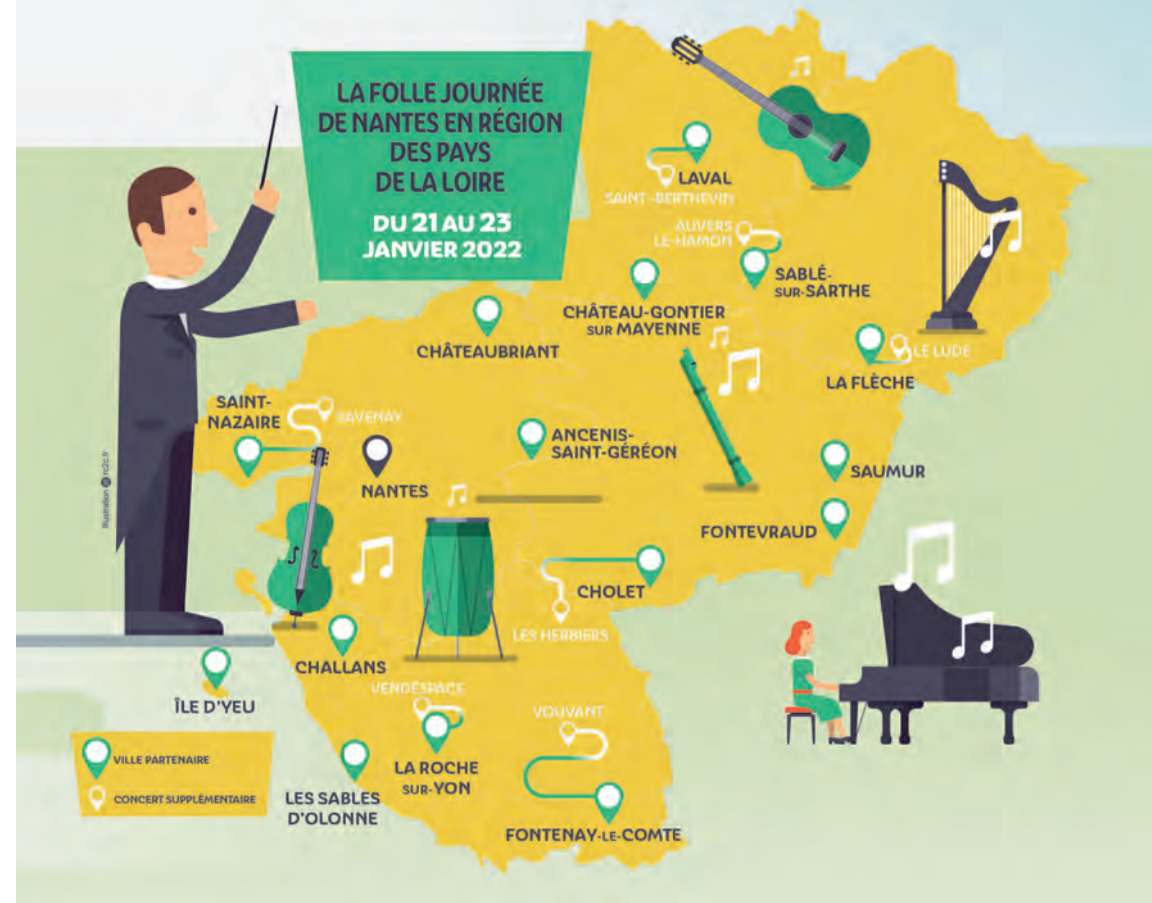 LA FOLLE JOURNÉE
DE NANTES EN RÉGION
DES PAYS
DE LA LOIRE
DU 21 AU 23
JANVIER 2022
LAVAL
SAINT-BERTHEVIN
AUVERS
LE-HAMON
SABLÉ-
SUR-SARTHE
CHÂTEAU-GONTIER
SUR MAYENNE
CHÂTEAUBRIANT
LE LUDE
LA FLÈCHE
SAINT-
NAZAIRE
SAVENAY
ANCENIS-
SAINT-GÉRÉON
SAUMUR
NANTES
FONTEVRAUD
CHOLET
LES HERBIERS
CHALLANS
VENDÉSPACE
ÎLE D'YEU
VOUVANT
LA ROCHE
SUR-YON
LES SABLES
D'OLONNE
FONTENAY-LE-COMTE
VILLE PARTENAIRE
CONCERT SUPPLÉMENTAIRE
Illustration rc2c.fr